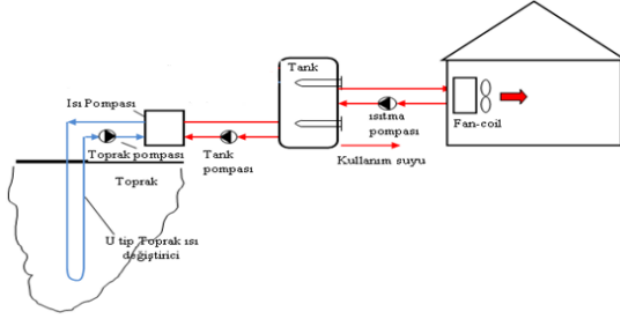 Tank
Isı Pompası
ısıtma
pompası
Fan-coil
Toprak pompası
Tank
pompası
Kullanım suyu
Toprak
U tip Toprak ısı
değiştirici